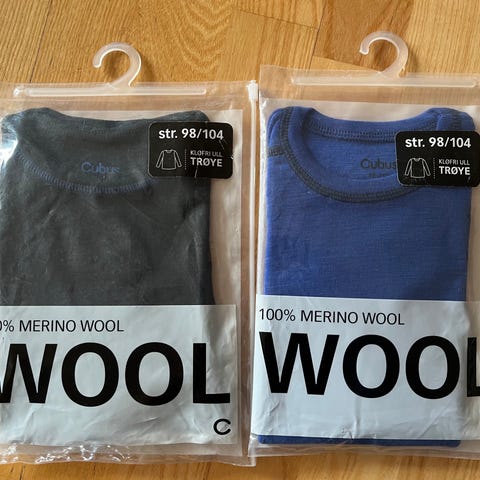 str. 98/104
KLØFRI ULL
TRØYE
Cubus
0% MERINO WOOL
WOOL
C
str. 98/104
KLØFRI ULL
TRØYE
Cubus
100% MERINO WOOL
WOOL